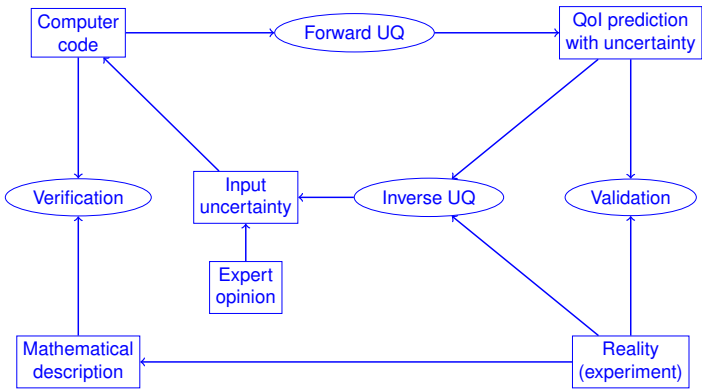 Computer
code
Forward UQ
QoI prediction
with uncertainty
Verification
Input
uncertainty
Inverse UQ
Validation
Expert
opinion
Mathematical
description
Reality
(experiment)